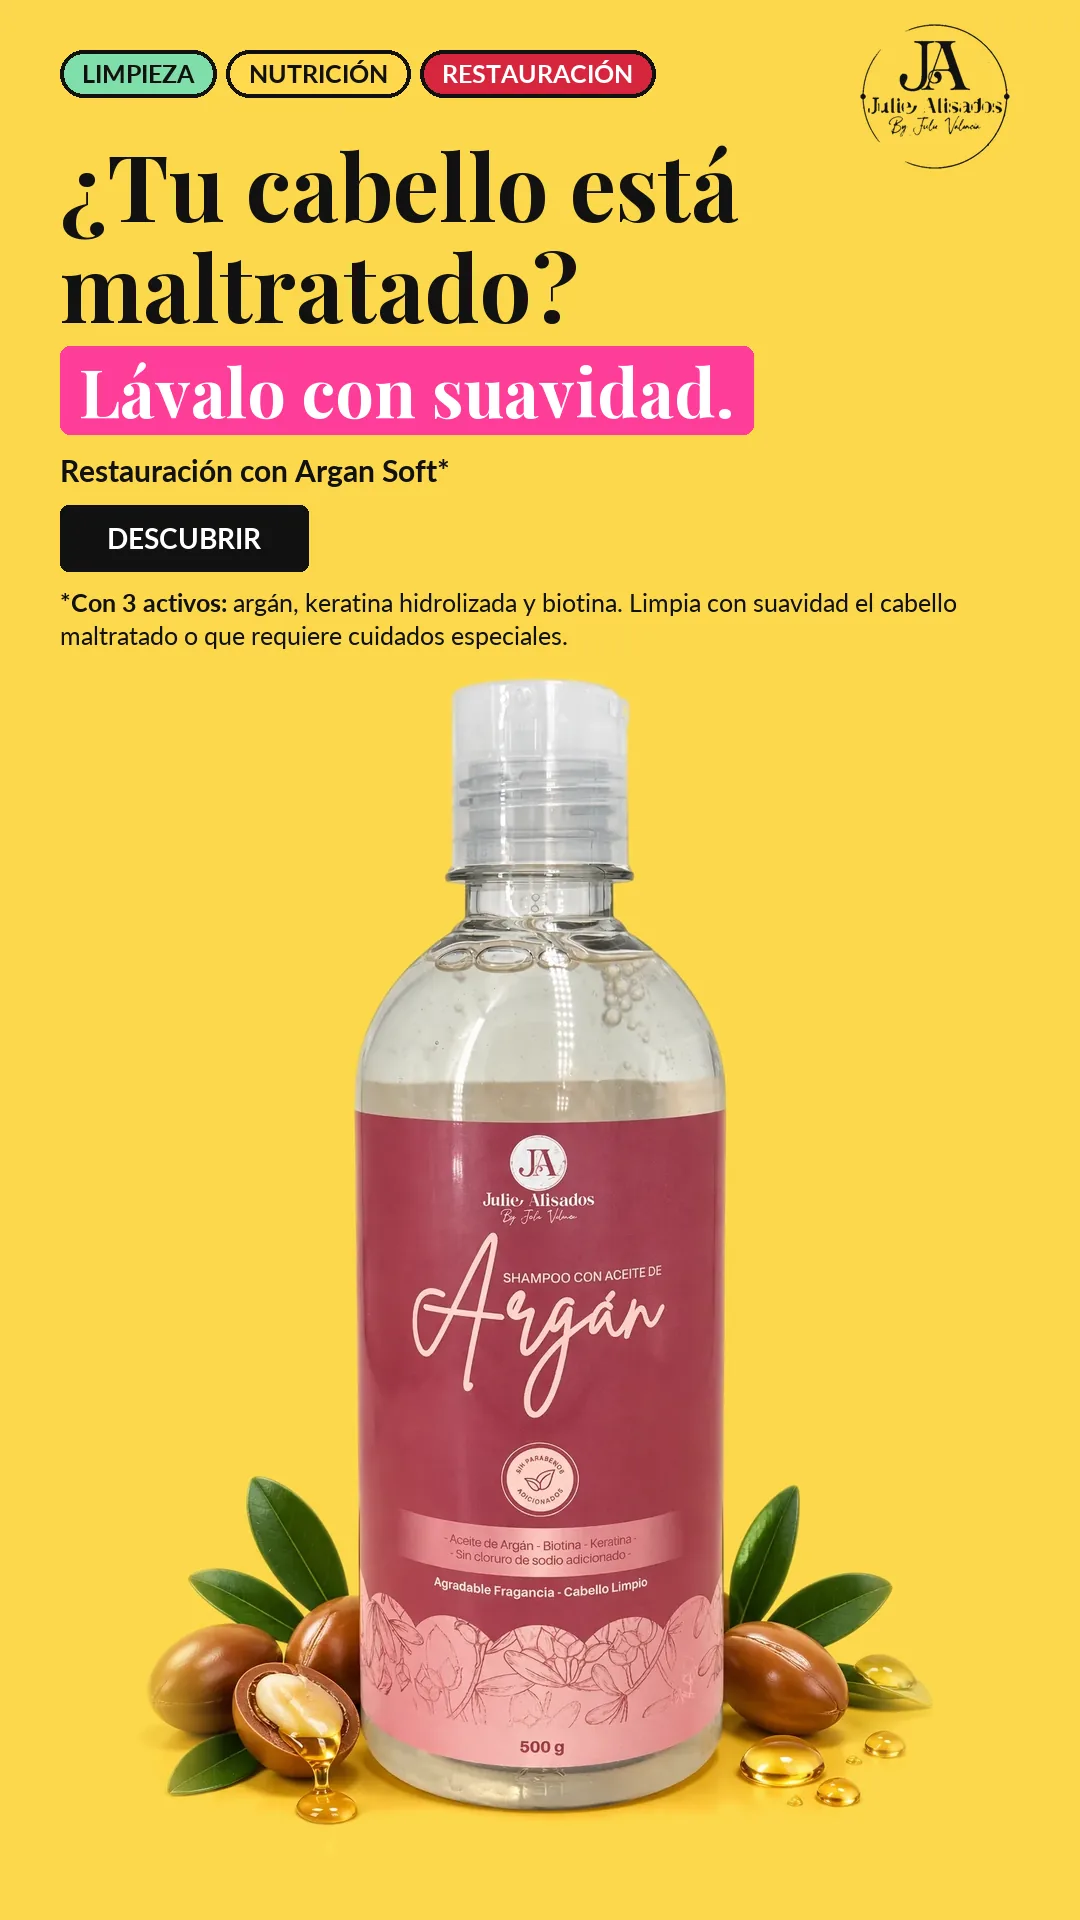 LIMPIEZA NUTRICIÓN RESTAURACIÓN
JA
Julie Alisados
By Julie Valencia
¿Tu cabello está
maltratado?
Lávalo con suavidad.
Restauración con Argan Soft*
DESCUBRIR
*Con 3 activos: argán, keratina hidrolizada y biotina. Limpia con suavidad el cabello
maltratado o que requiere cuidados especiales.
JA
Julie Alisados
By Julie Valencia
SHAMPOO CON ACEITE DE
Argán
SIN PARABENOS
ADICIONADOS
- Aceite de Argán - Biotina - Keratina -
- Sin cloruro de sodio adicionado -
Agradable Fragancia - Cabello Limpio
500 g